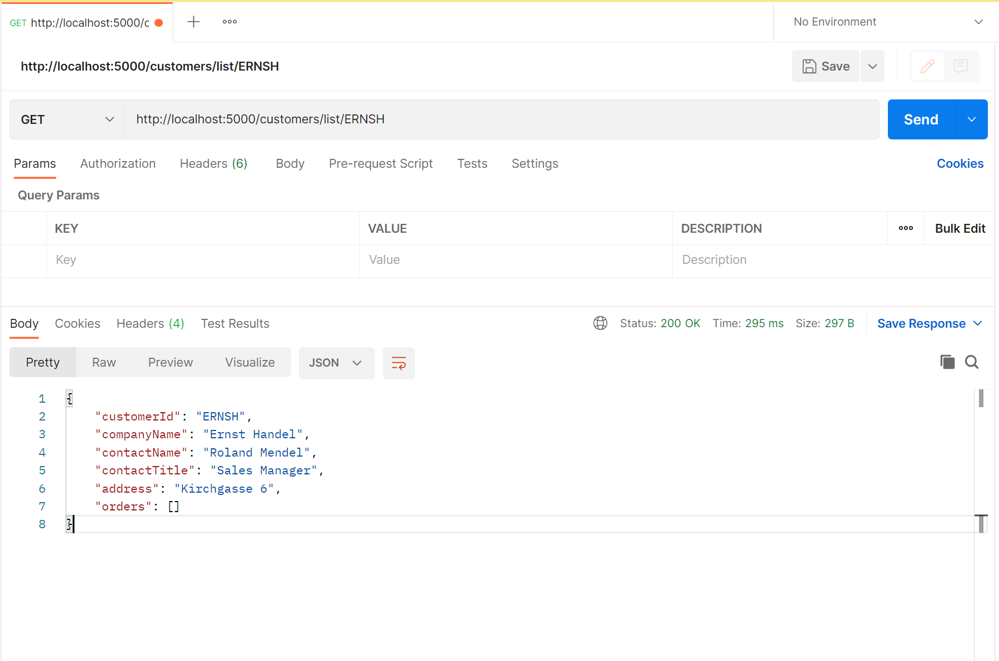 GET http://localhost:5000/c
No Environment
http://localhost:5000/customers/list/ERNSH
Save
GET
http://localhost:5000/customers/list/ERNSH
Send
Params Authorization Headers (6) Body Pre-request Script Tests Settings Cookies
Query Params
KEY VALUE DESCRIPTION Bulk Edit
Key Value Description
Body Cookies Headers (4) Test Results Status: 200 OK Time: 295 ms Size: 297 B Save Response
Pretty Raw Preview Visualize JSON
1 {
2 "customerId": "ERNSH",
3 "companyName": "Ernst Handel",
4 "contactName": "Roland Mendel",
5 "contactTitle": "Sales Manager",
6 "address": "Kirchgasse 6",
7 "orders": []
8 }